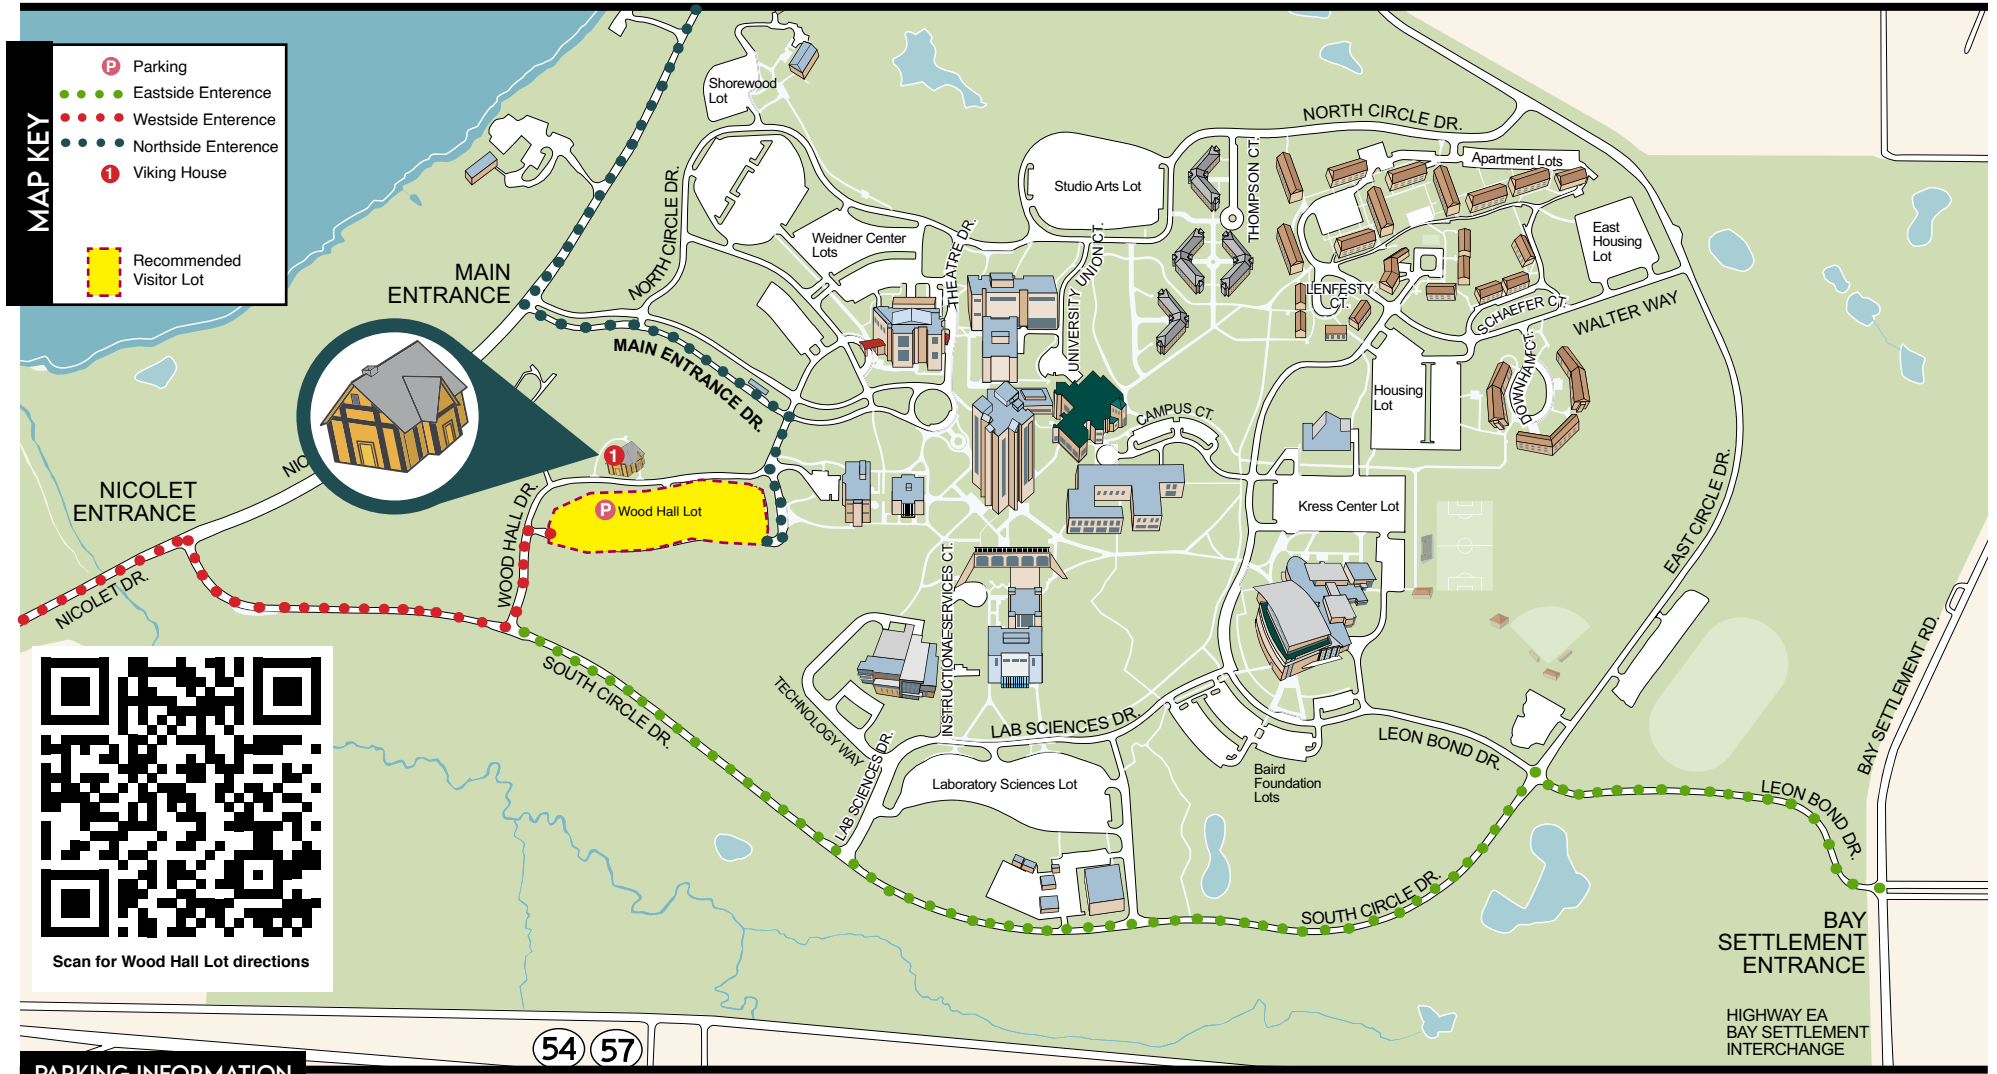 MAP KEY
P Parking
Eastside Enterence
Westside Enterence
Northside Enterence
1 Viking House
Recommended
Visitor Lot
Shorewood
Lot
NORTH CIRCLE DR.
Apartment Lots
Studio Arts Lot
THOMPSON CT.
NORTH CIRCLE DR.
Weidner Center
Lots
THEATRE DR.
UNIVERSITY UNION CT.
East
Housing
Lot
MAIN
ENTRANCE
LENFESTY
CT.
SCHAEFER CT.
WALTER WAY
MAIN ENTRANCE DR.
DOWNHAM CT.
Housing
Lot
CAMPUS CT.
1
NIC
NICOLET
ENTRANCE
WOOD HALL DR.
P Wood Hall Lot
Kress Center Lot
EAST CIRCLE DR.
NICOLET DR.
INSTRUCTIONAL SERVICES CT.
SOUTH CIRCLE DR.
TECHNOLOGY WAY
LAB SCIENCES DR.
LAB SCIENCES DR.
LEON BOND DR.
BAY SETTLEMENT RD.
Baird
Foundation
Lots
Laboratory Sciences Lot
LEON BOND DR.
SOUTH CIRCLE DR.
Scan for Wood Hall Lot directions
BAY
SETTLEMENT
ENTRANCE
HIGHWAY EA
BAY SETTLEMENT
INTERCHANGE
54 57
PARKING INFORMATION